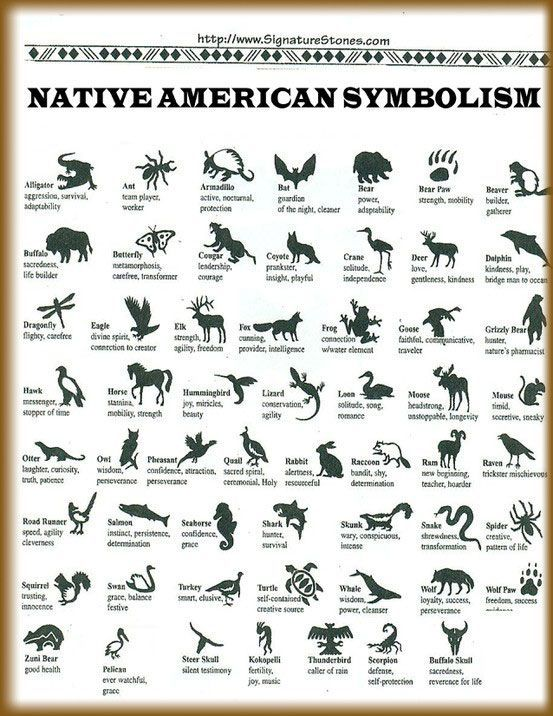 http://www.SignatureStones.com
NATIVE AMERICAN SYMBOLISM
Alligator
aggression, survival,
adaptability
Ant
team player,
worker
Armadillo
active, nocturnal,
protection
Bat
guardian
of the night, cleaner
Bear
power,
adaptability
Bear Paw
strength, mobility
Beaver
builder,
gatherer
Buffalo
sacredness,
life builder
Butterfly
metamorphosis,
carefree, transformer
Cougar
leadership,
courage
Coyote
prankster,
insight, playful
Crane
solitude,
independence
Deer
love,
gentleness, kindness
Dolphin
kindness, play,
bridge man to ocean
Dragonfly
flighty, carefree
Eagle
divine spirit,
connection to creator
Elk
strength,
agility, freedom
Fox
cunning,
provider, intelligence
Frog
connection
w/water element
Goose
faithful, communicative,
traveler
Grizzly Bear
hunter,
nature's pharmacist
Hawk
messenger,
stopper of time
Horse
stamina,
mobility, strength
Hummingbird
joy, miricles,
beauty
Lizard
conservation,
agility
Loon
solitude, song,
romance
Moose
headstrong,
unstoppable, longevity
Mouse
timid,
secretive, sneaky
Otter
laughter, curiosity,
truth, patience
Owl
wisdom,
perseverance
Pheasant
confidence, attraction,
perseverance
Quail
sacred spiral,
ceremonial, Holy
Rabbit
alertness,
resourceful
Raccoon
bandit, shy,
determination
Ram
new beginning,
teacher, hoarder
Raven
trickster mischievous
Road Runner
speed, agility
cleverness
Salmon
instinct, persistence,
determination
Seahorse
confidence,
grace
Shark
hunter,
survival
Skunk
wary, conspicuous,
intense
Snake
shrewdness,
transformation
Spider
creative,
pattern of life
Squirrel
trusting,
innocence
Swan
grace, balance
festive
Turkey
smart, elusive,
Turtle
self-contained
creative source
Whale
wisdom,
power, cleanser
Wolf
loyalty, success,
perseverance
Wolf Paw
freedom, success
guidance
Zuni Bear
good health
Pelican
ever watchful,
grace
Steer Skull
silent testimony
Kokopelli
fertility,
joy, music
Thunderbird
caller of rain
Scorpion
defense,
self-protection
Buffalo Skull
sacredness,
reverence for life